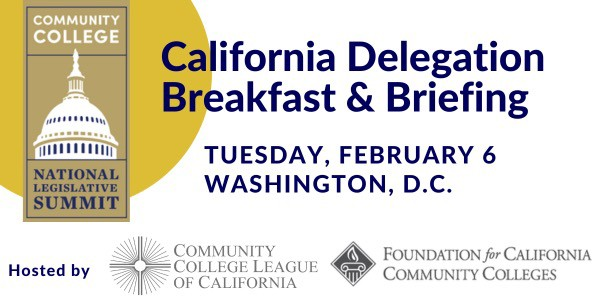 COMMUNITY
COLLEGE
NATIONAL
LEGISLATIVE
SUMMIT
California Delegation
Breakfast & Briefing
TUESDAY, FEBRUARY 6
WASHINGTON, D.C.
Hosted by
COMMUNITY
COLLEGE LEAGUE
OF CALIFORNIA
FOUNDATION for CALIFORNIA
COMMUNITY COLLEGES